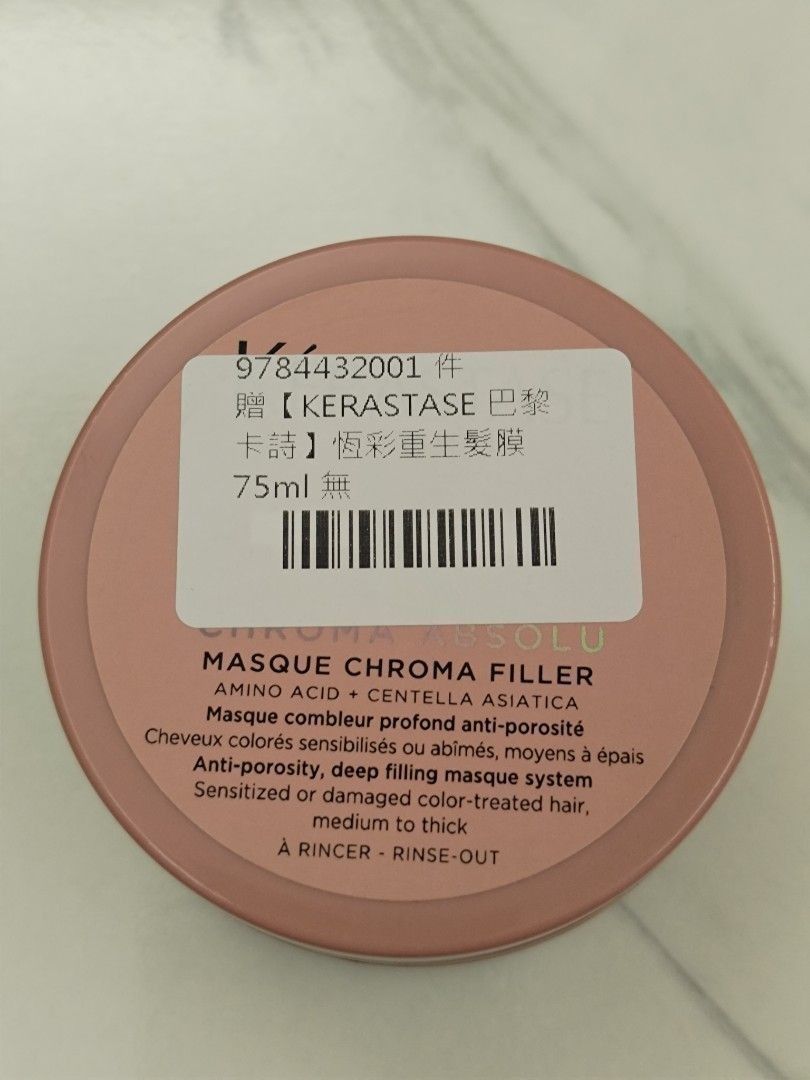 9784432001 件
贈【KERASTASE 巴黎
卡詩】恆彩重生髮膜
75ml 無
CHROMA ABSOLU
MASQUE CHROMA FILLER
AMINO ACID + CENTELLA ASIATICA
Masque combleur profond anti-porosité
Cheveux colorés sensibilisés ou abîmés, moyens à épais
Anti-porosity, deep filling masque system
Sensitized or damaged color-treated hair,
medium to thick
À RINCER - RINSE-OUT